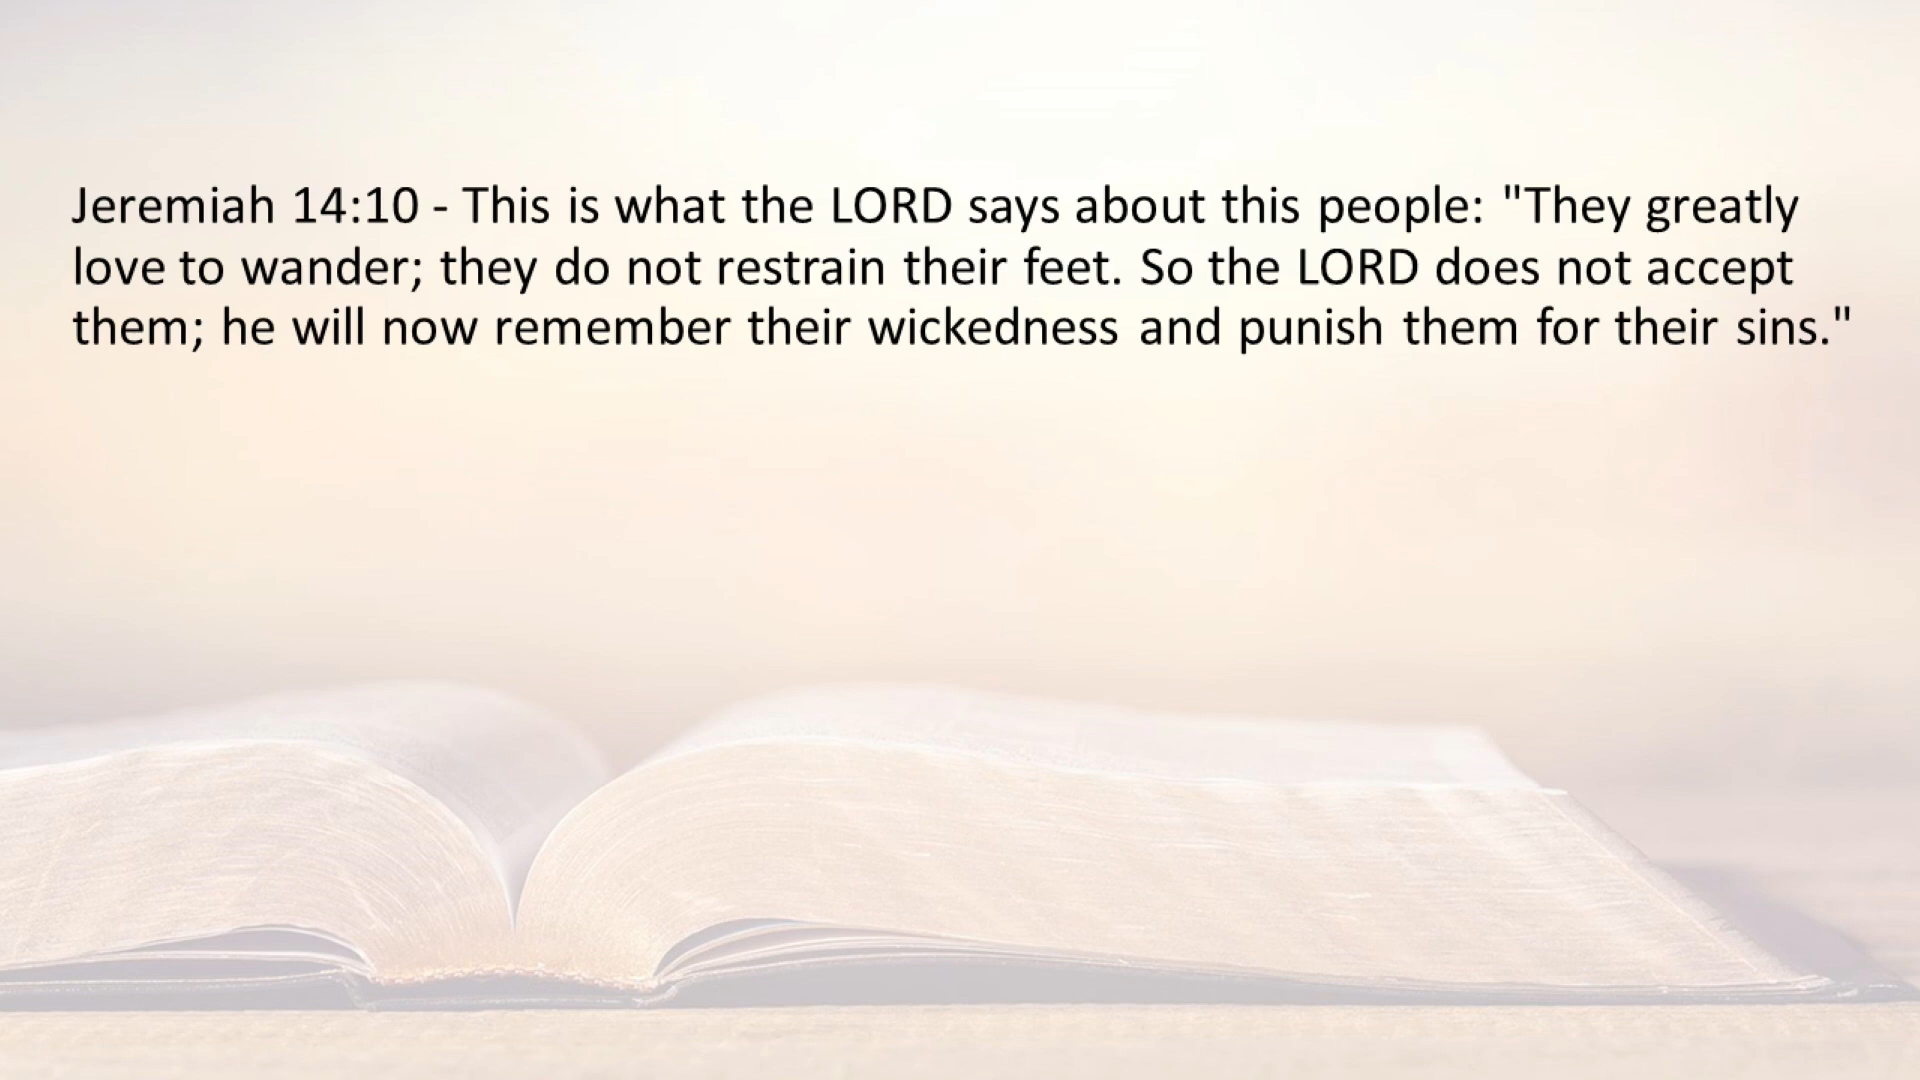 Jeremiah 14:10 - This is what the LORD says about this people: "They greatly
love to wander; they do not restrain their feet. So the LORD does not accept
them; he will now remember their wickedness and punish them for their sins."